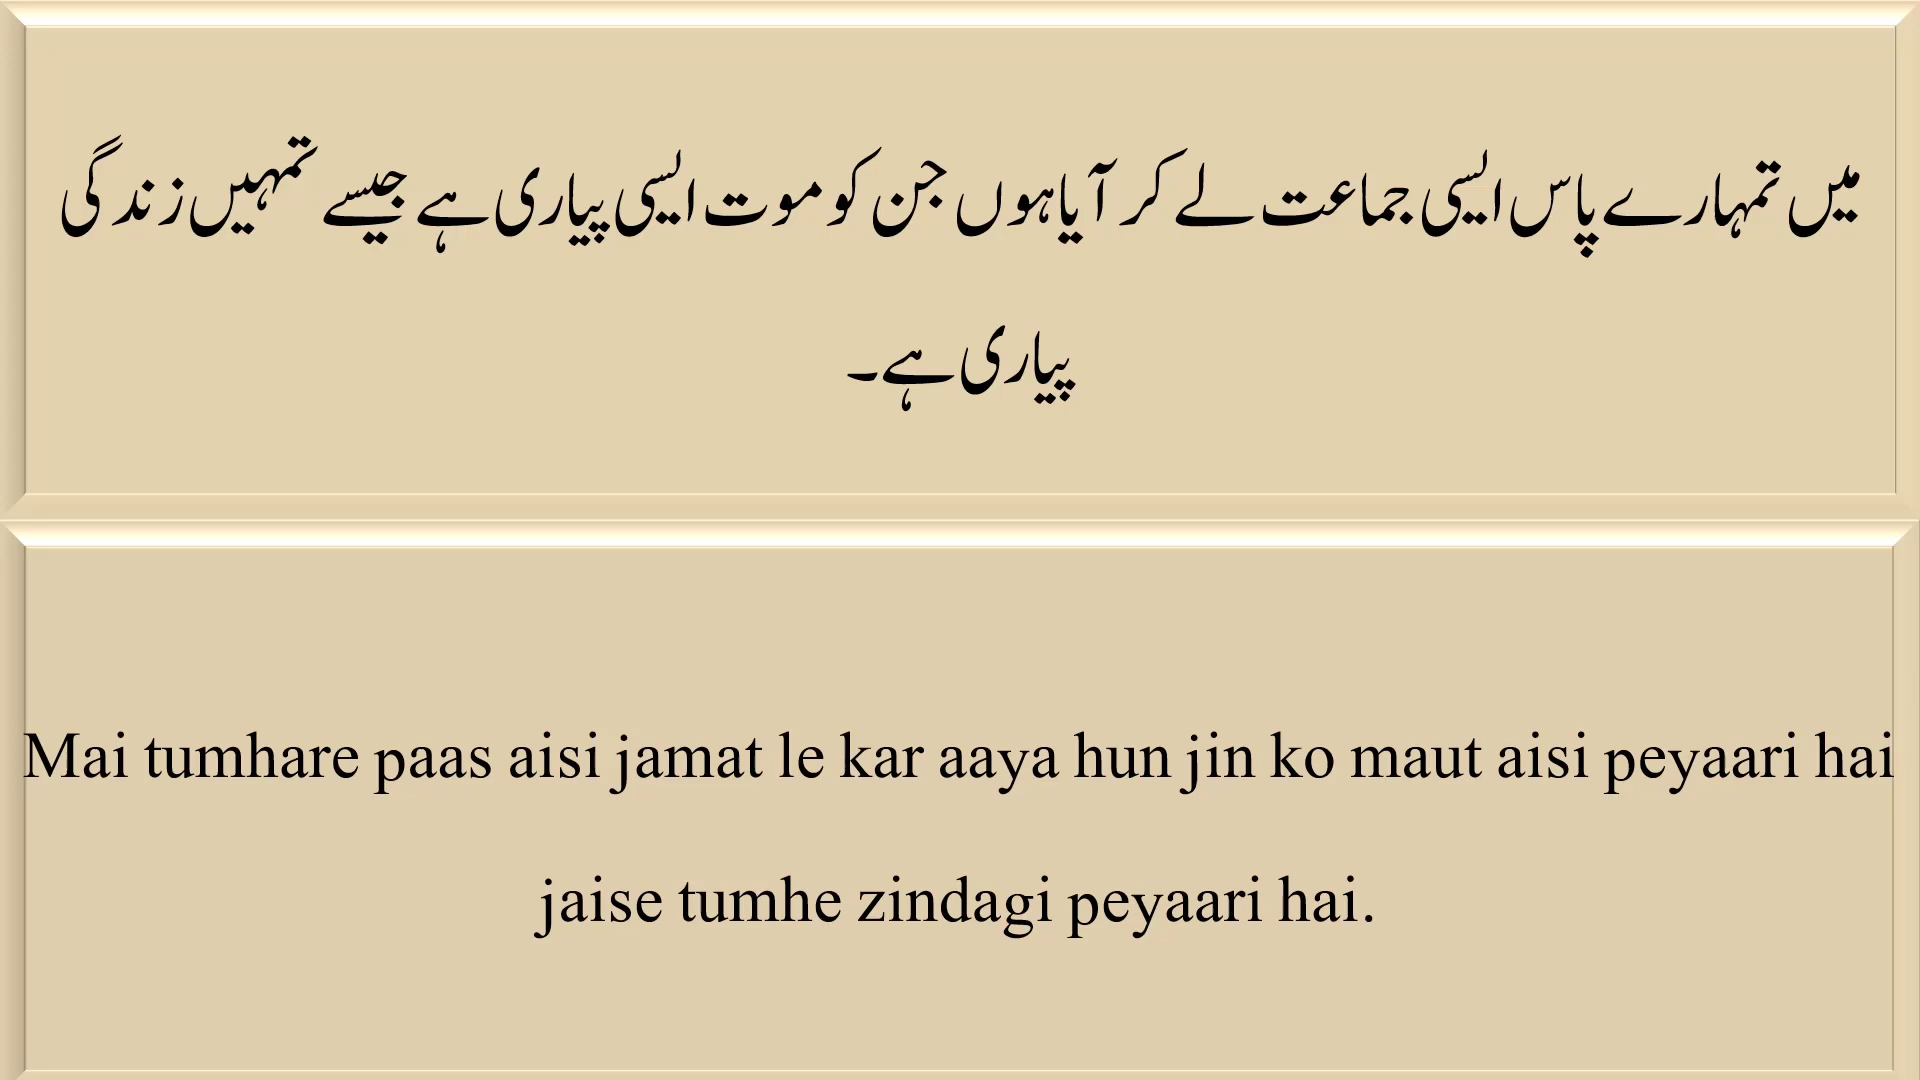 میں تمہارے پاس ایسی جماعت لے کر آیا ہوں جن کو موت ایسی پیاری ہے جیسے تمہیں زندگی
پیاری ہے۔
Mai tumhare paas aisi jamat le kar aaya hun jin ko maut aisi peyaari hai
jaise tumhe zindagi peyaari hai.